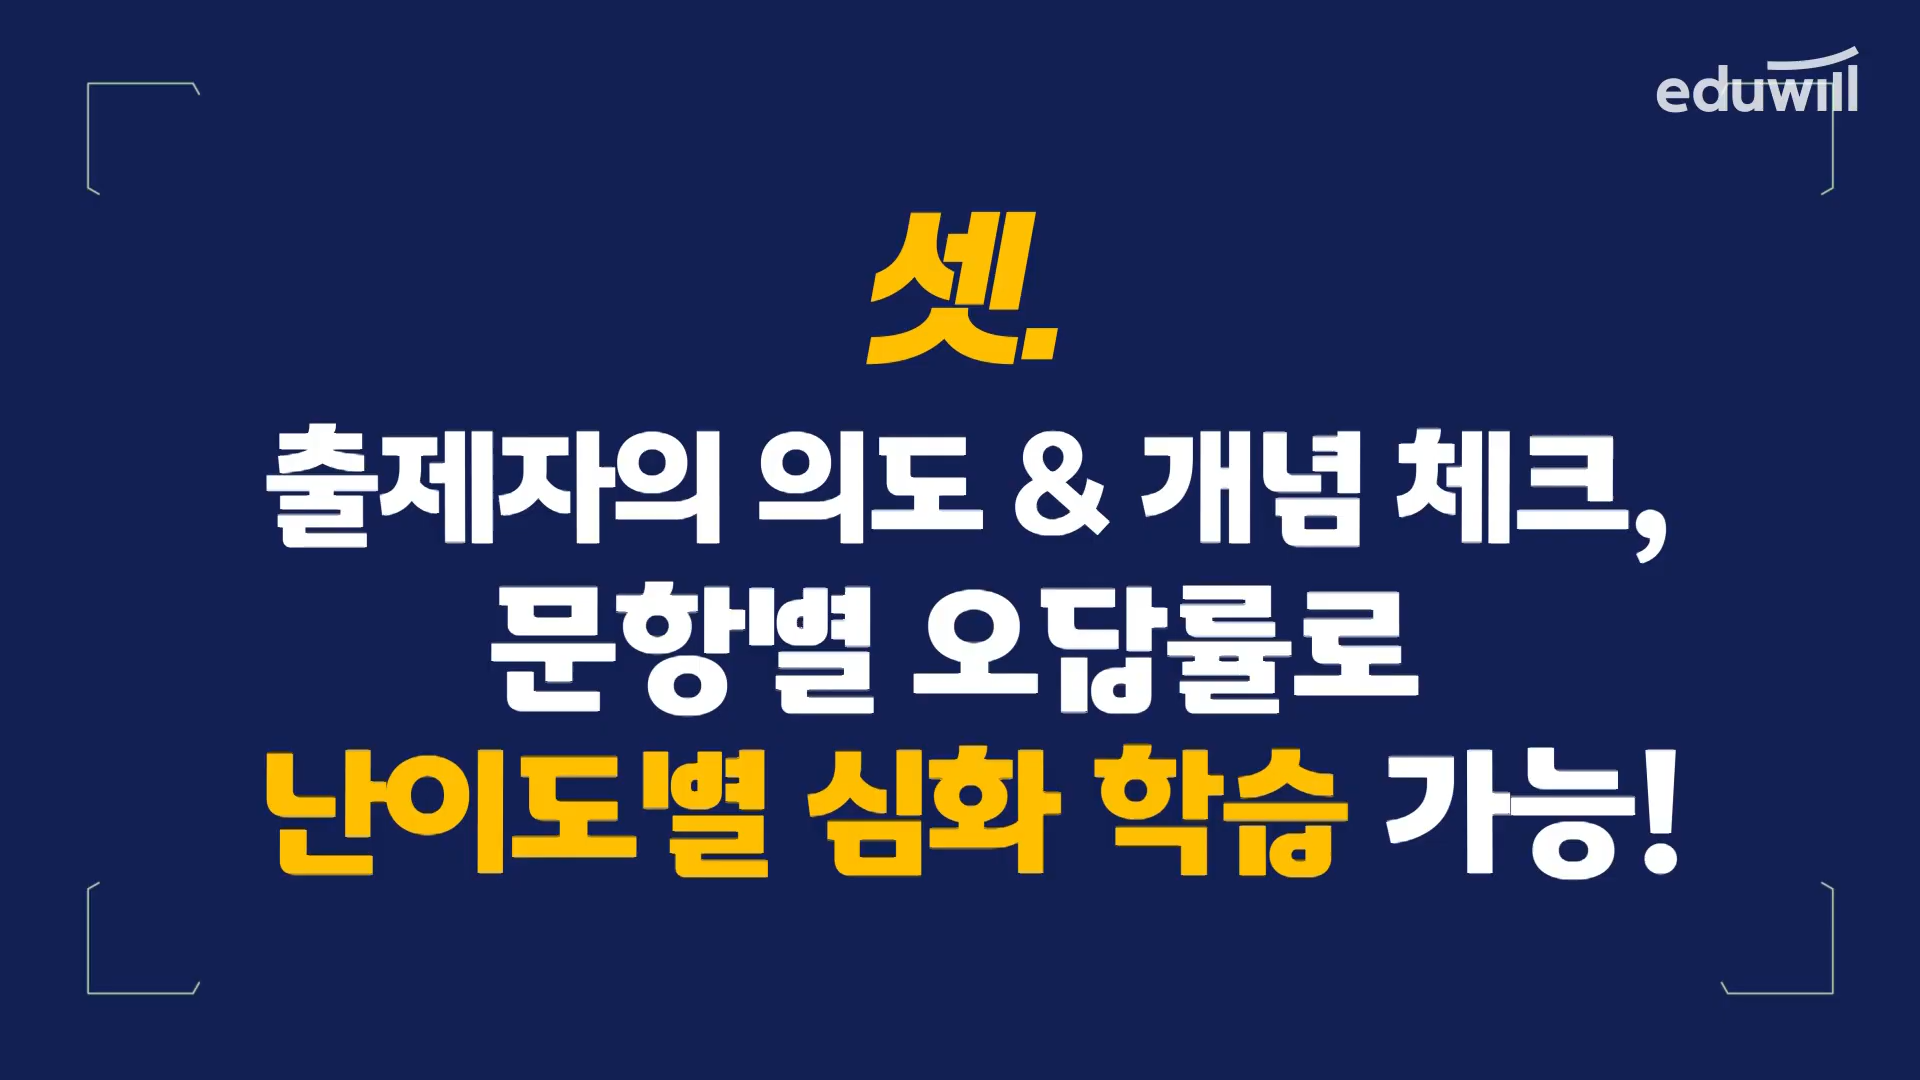 eduwill
셋.
출제자의 의도 & 개념 체크,
문항별 오답률로
난이도별 심화 학습 가능!